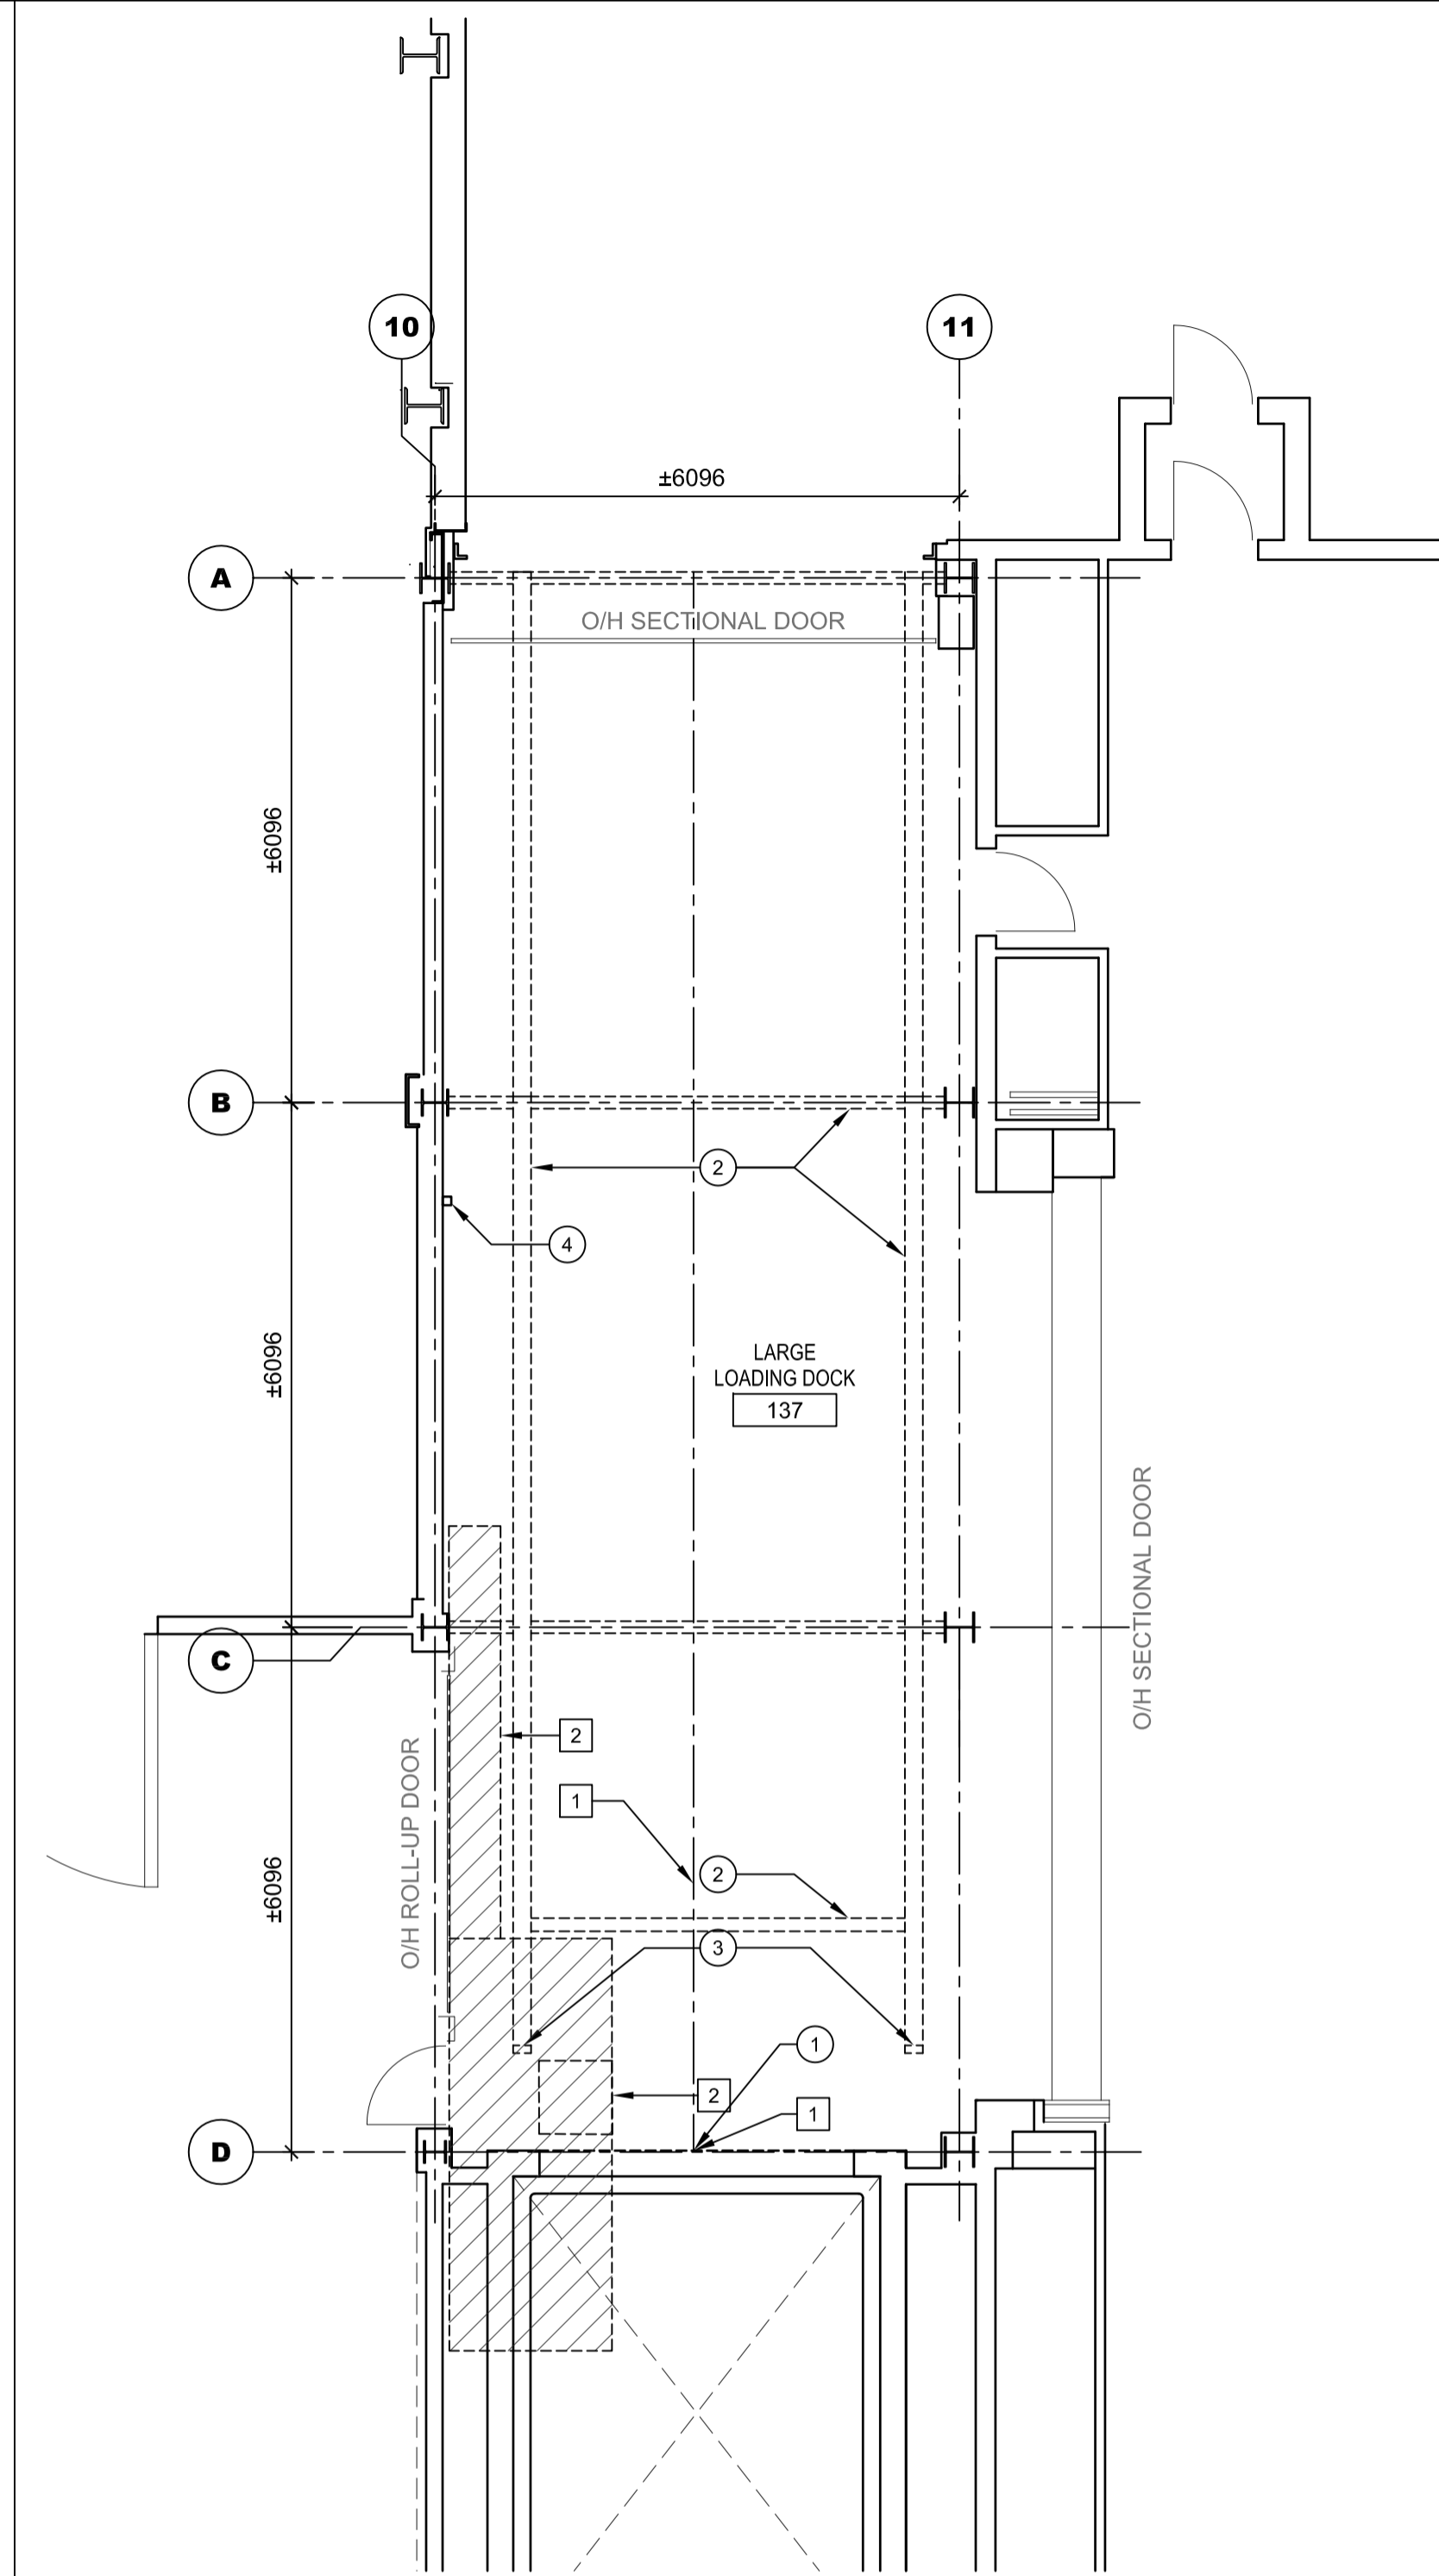 10
11
±6096
A
O/H SECTIONAL DOOR
±6096
B
2
4
±6096
LARGE
LOADING DOCK
137
O/H SECTIONAL DOOR
C
2
O/H ROLL-UP DOOR
1
2
±6096
3
1
2
1
D